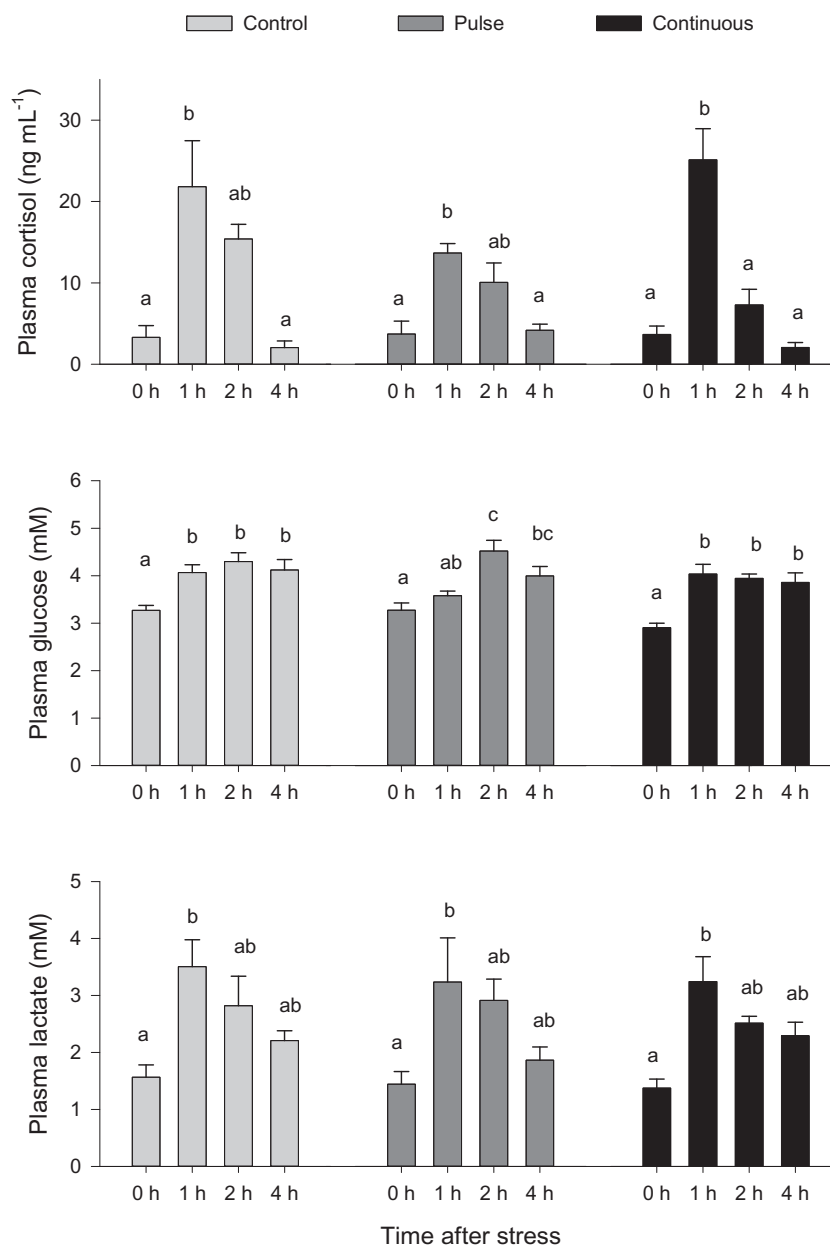 Control Pulse Continuous
Plasma cortisol (ng mL⁻¹)
30
20
10
0
a b ab a
a b ab a
a b a a
0 h 1 h 2 h 4 h 0 h 1 h 2 h 4 h 0 h 1 h 2 h 4 h
Plasma glucose (mM)
6
5
4
3
2
1
0
a b b b
a ab c bc
a b b b
0 h 1 h 2 h 4 h 0 h 1 h 2 h 4 h 0 h 1 h 2 h 4 h
Plasma lactate (mM)
5
4
3
2
1
0
a b ab ab
a b ab ab
a b ab ab
0 h 1 h 2 h 4 h 0 h 1 h 2 h 4 h 0 h 1 h 2 h 4 h
Time after stress